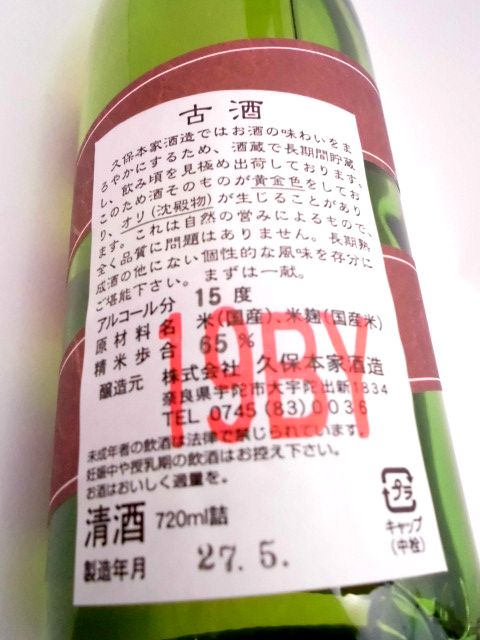 古酒
久保本家酒造ではお酒の味わいをま
ろやかにするため、酒蔵で長期間貯蔵
し、飲み頃を見極め出荷しております。
このため酒そのものが黄金色をしてお
り、オリ(沈殿物)が生じることがあり
ます。これは自然の営みによるもので、
全く品質に問題はありません。長期熟
成酒の他にない個性的な風味を存分に
ご堪能下さい。まずは一献。
アルコール分 15度
原材料名 米(国産)、米麹(国産米)
精米歩合 65%
醸造元 株式会社 久保本家酒造
奈良県宇陀市大宇陀出新1834
TEL 0745(83)0036
19BY
未成年者の飲酒は法律で禁じられています。
妊娠中や授乳期の飲酒はお控え下さい。
お酒はおいしく適量を。
清酒 720ml詰
製造年月 27.5.
プラ
キャップ
(中栓)